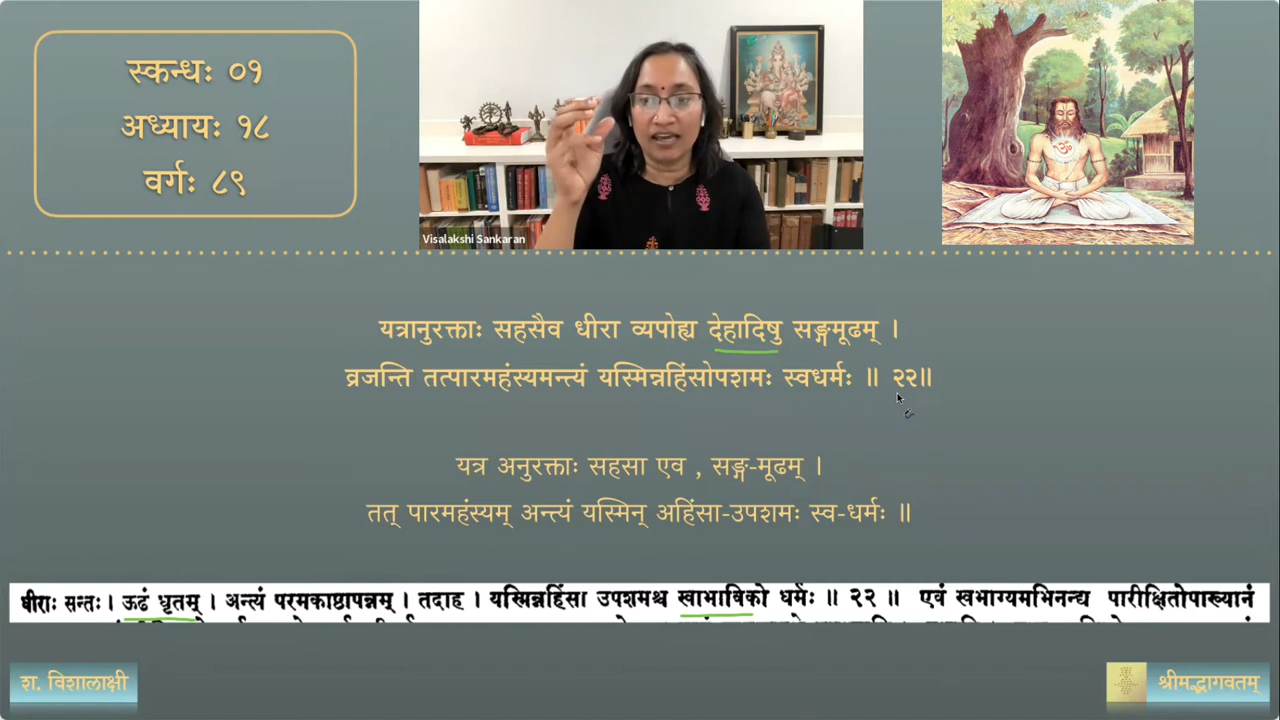 स्कन्धः ०१
अध्यायः १८
वर्गः ८९
Visalakshi Sankaran
यत्रानुरक्ताः सहसैव धीरा व्यपोह्य देहादिषु सङ्गमूढम् ।
व्रजन्ति तत्पारमहंस्यमन्त्यं यस्मिन्नहिंसोपशमः स्वधर्मः ॥ २२॥
यत्र अनुरक्ताः सहसा एव , सङ्ग-मूढम् ।
तत् पारमहंस्यम् अन्त्यं यस्मिन् अहिंसा-उपशमः स्व-धर्मः ॥
धीराः सन्तः । ऊढं धृतम् । अन्त्यं परमकाष्ठापन्नम् । तदाह । यस्मिन्नहिंसा उपशमश्च स्वाभाविको धर्मः ॥ २२ ॥ एवं स्वभाग्यमभिनन्द्य पारीक्षितोपाख्यानं
श. विशालाक्षी
श्रीमद्भागवतम्